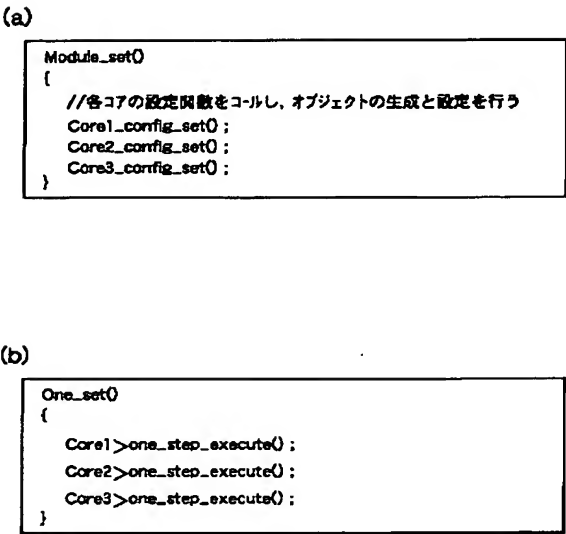 (a)
Module_set()
{
//各コアの設定関数をコールし、オブジェクトの生成と設定を行う
Core1_config_set() ;
Core2_config_set() ;
Core3_config_set() ;
}
(b)
One_set()
{
Core1>one_step_execute() ;
Core2>one_step_execute() ;
Core3>one_step_execute() ;
}